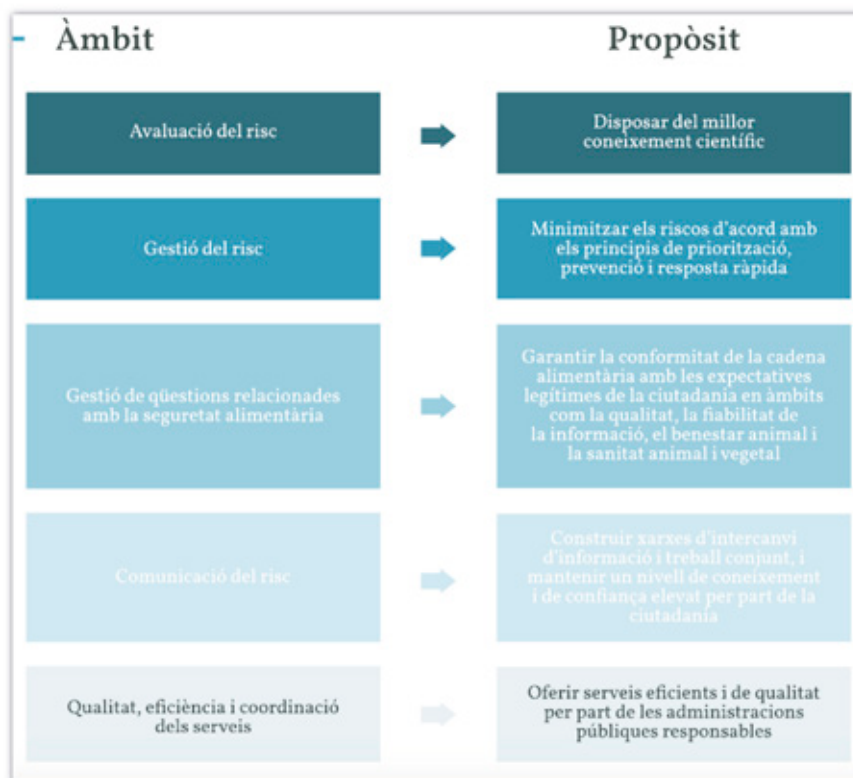 Àmbit
Propòsit
Avaluació del risc
Disposar del millor
coneixement científic
Gestió del risc
Minimitzar els riscos d'acord amb
els principis de priorització,
prevenció i resposta ràpida
Gestió de qüestions relacionades
amb la seguretat alimentària
Garantir la conformitat de la cadena
alimentària amb les expectatives
legítimes de la ciutadania en àmbits
com la qualitat, la fiabilitat de
la informació, el benestar animal i
la sanitat animal i vegetal
Comunicació del risc
Construir xarxes d'intercanvi
d'informació i treball conjunt, i
mantenir un nivell de coneixement
i de confiança elevat per part de la
ciutadania
Qualitat, eficiència i coordinació
dels serveis
Oferir serveis eficients i de qualitat
per part de les administracions
públiques responsables